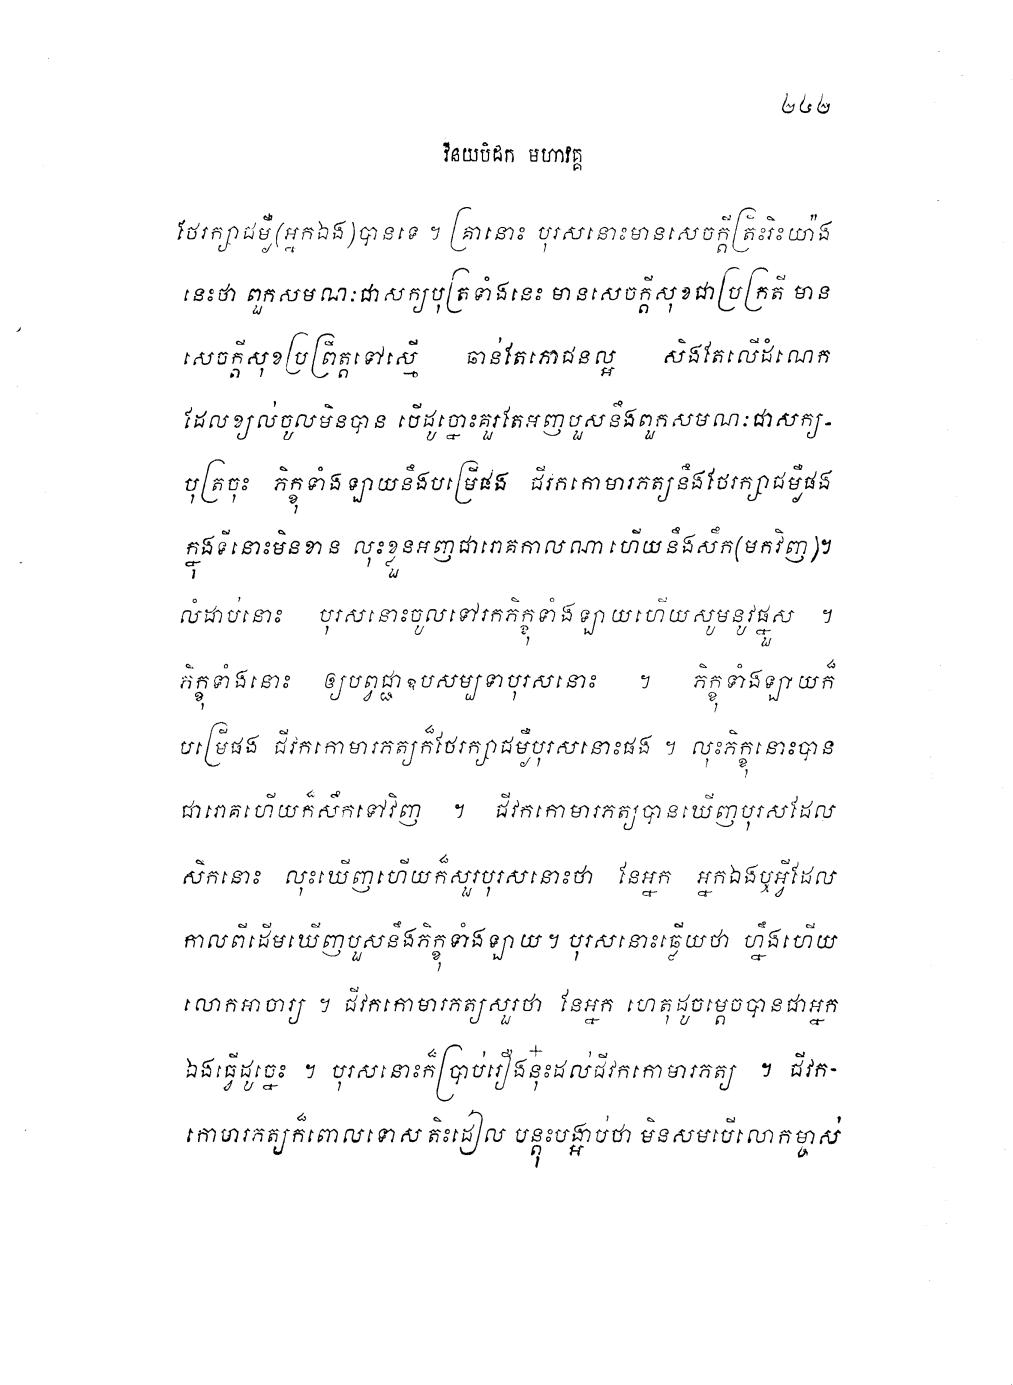 ២៤២
វិនយបិដក មហាវគ្គ
ថែរក្សាជម្ងឺ(អ្នកឯង)បានទេ ។ គ្រានោះ បុរសនោះមានសេចក្តីត្រិះរិះយ៉ាង
នេះថា ពួកសមណៈជាសក្យបុត្រទាំងនេះ មានសេចក្តីសុខជាប្រក្រតី មាន
សេចក្តីសុខប្រព្រឹត្តទៅស្មើ ឆាន់តែភោជនល្អ សិងតែលើដំណេក
ដែលខ្យល់ចូលមិនបាន បើដូច្នោះគួរតែអញបួសនឹងពួកសមណៈជាសក្យ-
បុត្រចុះ ភិក្ខុទាំងឡាយនឹងបម្រើផង ជីវកកោមារភត្យនឹងថែរក្សាជម្ងឺផង
ក្នុងទីនោះមិនខាន លុះខ្លួនអញជារោគកាលណា ហើយនឹងសឹក(មកវិញ)។
លំដាប់នោះ បុរសនោះចូលទៅរកភិក្ខុទាំងឡាយហើយសូមនូវផ្នួស ។
ភិក្ខុទាំងនោះ ឲ្យបព្វជ្ជាឧបសម្បទាបុរសនោះ ។ ភិក្ខុទាំងឡាយក៏
បម្រើផង ជីវកកោមារភត្យក៏ថែរក្សាជម្ងឺបុរសនោះផង ។ លុះភិក្ខុនោះបាន
ជារោគហើយក៏សឹកទៅវិញ ។ ជីវកកោមារភត្យបានឃើញបុរសដែល
សិកនោះ លុះឃើញហើយក៏សួរបុរសនោះថា នែអ្នក អ្នកឯងឬអ្វីដែល
កាលពីដើមឃើញបួសនឹងភិក្ខុទាំងឡាយ ។ បុរសនោះឆ្លើយថា ហ្នឹងហើយ
លោកអាចារ្យ ។ ជីវកកោមារភត្យសួរថា នែអ្នក ហេតុដូចម្តេចបានជាអ្នក
ឯងធ្វើដូច្នេះ ។ បុរសនោះក៏ប្រាប់រឿងនុ៎ះដល់ជីវកកោមារភត្យ ។ ជីវក-
កោមារភត្យក៏ពោលទោស តិះដៀល បន្តុះបង្អាប់ថា មិនសមបើលោកម្ចាស់